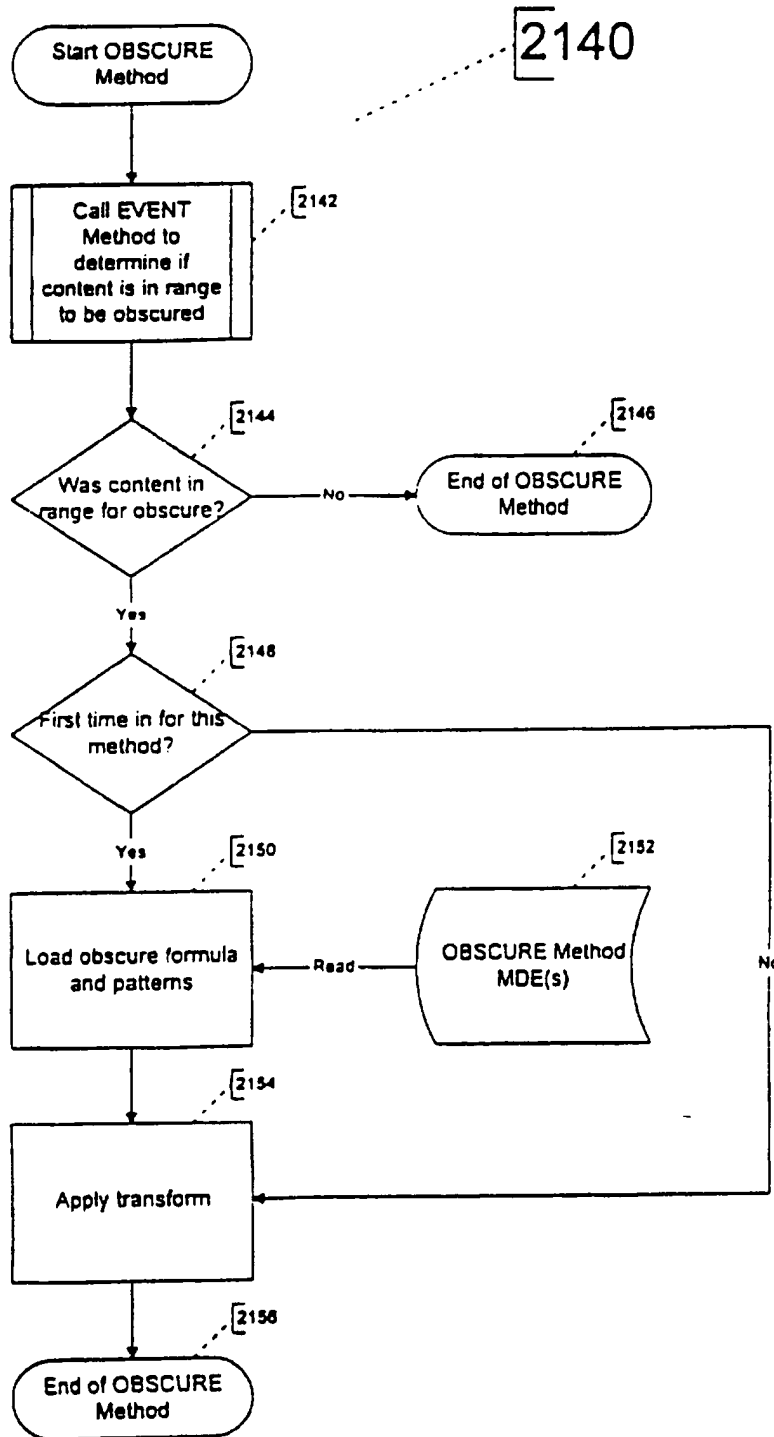 Start OBSCURE
Method
2140
Call EVENT
Method to
determine if
content is in range
to be obscured
2142
2144
Was content in
range for obscure?
No
2146
End of OBSCURE
Method
Yes
2148
First time in for this
method?
Yes
No
2150
Load obscure formula
and patterns
Read
2152
OBSCURE Method
MDE(s)
2154
Apply transform
2156
End of OBSCURE
Method